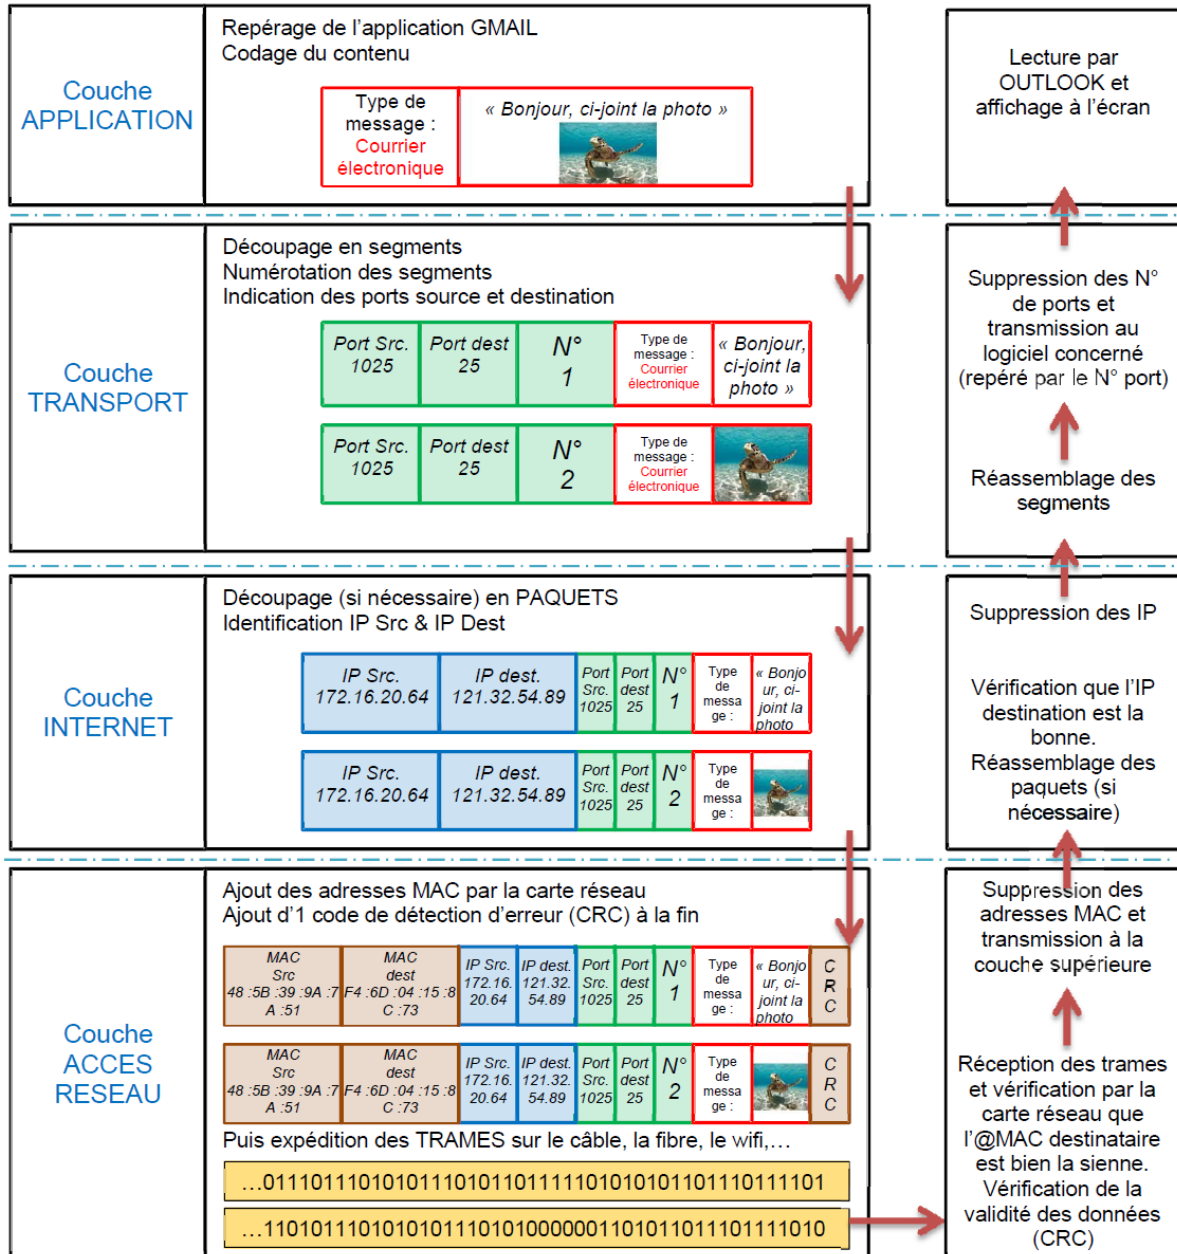 Couche
APPLICATION
Repérage de l'application GMAIL
Codage du contenu
Type de
message :
Courrier
électronique
« Bonjour, ci-joint la photo »
Lecture par
OUTLOOK et
affichage à l'écran
Couche
TRANSPORT
Découpage en segments
Numérotation des segments
Indication des ports source et destination
Port Src.
1025
Port dest
25
N°
1
Type de
message :
Courrier
électronique
« Bonjour,
ci-joint la
photo »
Port Src.
1025
Port dest
25
N°
2
Type de
message :
Courrier
électronique
Suppression des N°
de ports et
transmission au
logiciel concerné
(repéré par le N° port)
Réassemblage des
segments
Couche
INTERNET
Découpage (si nécessaire) en PAQUETS
Identification IP Src & IP Dest
IP Src.
172.16.20.64
IP dest.
121.32.54.89
Port
Src.
1025
Port
dest
25
N°
1
Type
de
messa
ge :
« Bonjo
ur, ci-
joint la
photo
IP Src.
172.16.20.64
IP dest.
121.32.54.89
Port
Src.
1025
Port
dest
25
N°
2
Type
de
messa
ge :
Suppression des IP
Vérification que l'IP
destination est la
bonne.
Réassemblage des
paquets (si
nécessaire)
Couche
ACCES
RESEAU
Ajout des adresses MAC par la carte réseau
Ajout d'1 code de détection d'erreur (CRC) à la fin
MAC
Src
48 :5B :39 :9A :7
A :51
MAC
dest
F4 :6D :04 :15 :8
C :73
IP Src.
172.16.
20.64
IP dest.
121.32.
54.89
Port
Src.
1025
Port
dest
25
N°
1
Type
de
messa
ge :
« Bonjo
ur, ci-
joint la
photo
C
R
C
MAC
Src
48 :5B :39 :9A :7
A :51
MAC
dest
F4 :6D :04 :15 :8
C :73
IP Src.
172.16.
20.64
IP dest.
121.32.
54.89
Port
Src.
1025
Port
dest
25
N°
2
Type
de
messa
ge :
C
R
C
Puis expédition des TRAMES sur le câble, la fibre, le wifi,…
…011101110101011101011011111010101011011101110111101
…1101011101010101110101000000110101101110111101010
Suppression des
adresses MAC et
transmission à la
couche supérieure
Réception des trames
et vérification par la
carte réseau que
l'@MAC destinataire
est bien la sienne.
Vérification de la
validité des données
(CRC)